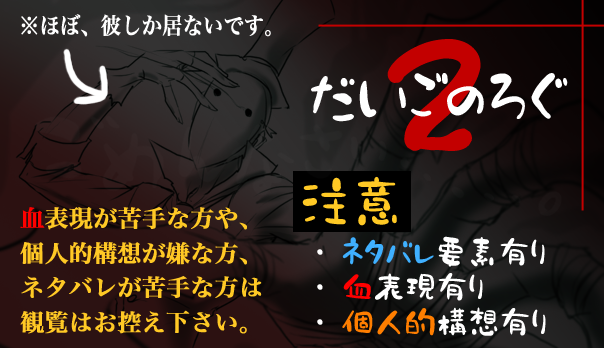 ※ほぼ、彼しか居ないです。
だいごのろぐ
2
血表現が苦手な方や、
個人的構想が嫌な方、
ネタバレが苦手な方は
観覧はお控え下さい。
注意
・ネタバレ要素有り
・血表現有り
・個人的構想有り